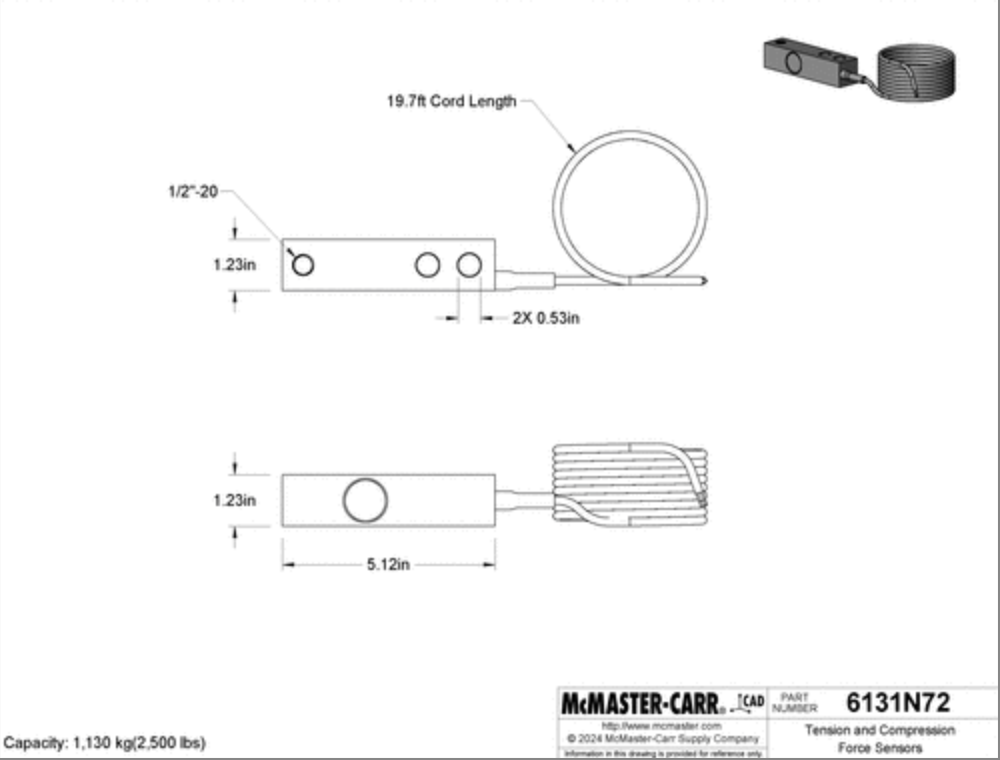 19.7ft Cord Length
1/2"-20
1.23in
2X 0.53in
1.23in
5.12in
McMASTER-CARR® CAD
http://www.mcmaster.com
© 2024 McMaster-Carr Supply Company
Information in this drawing is provided for reference only.
PART
NUMBER
6131N72
Tension and Compression
Force Sensors
Capacity: 1,130 kg(2,500 lbs)